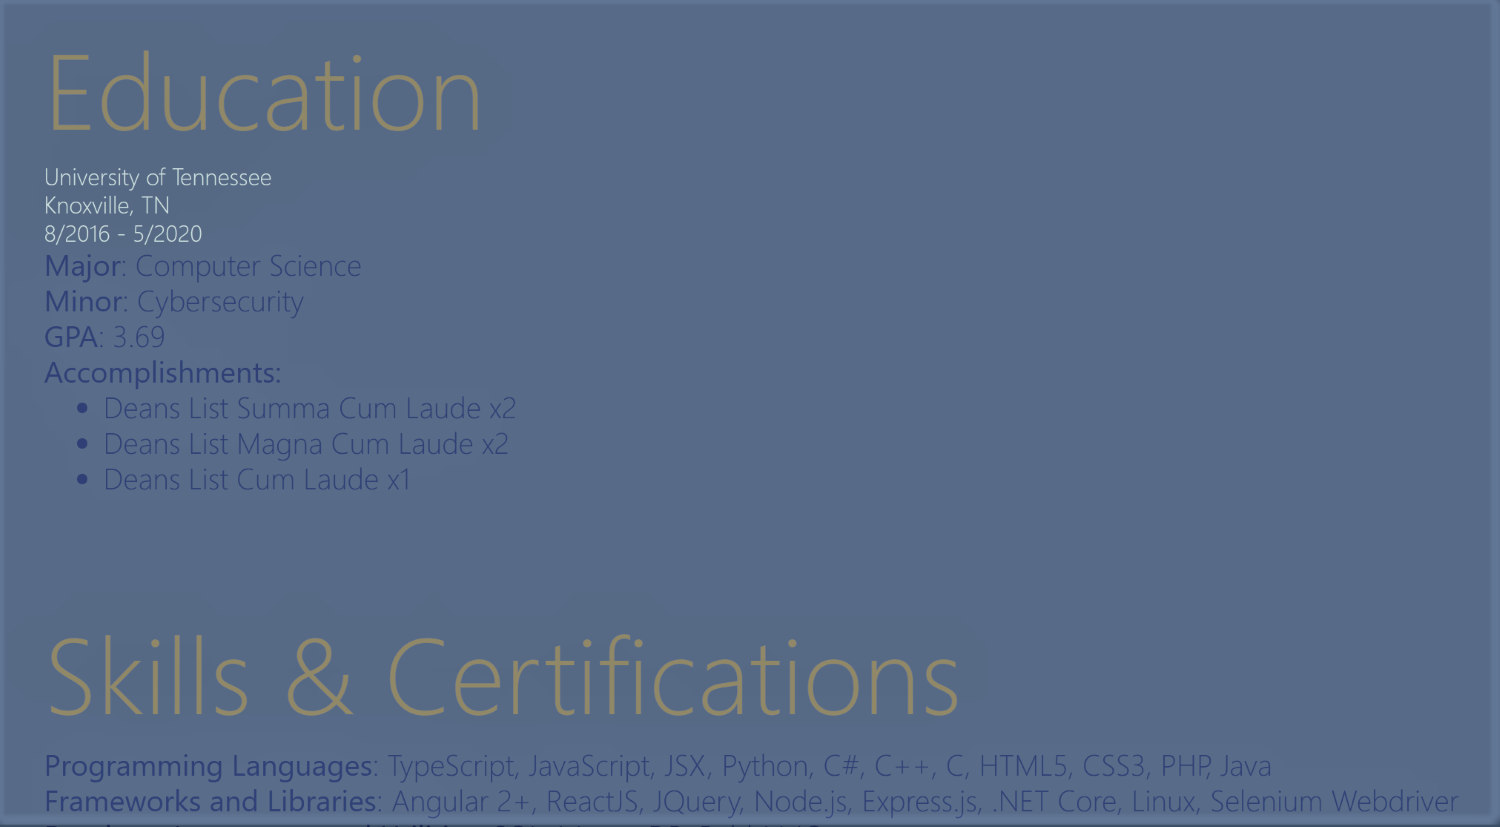 Education
University of Tennessee
Knoxville, TN
8/2016 - 5/2020
Major: Computer Science
Minor: Cybersecurity
GPA: 3.69
Accomplishments:
• Deans List Summa Cum Laude x2
• Deans List Magna Cum Laude x2
• Deans List Cum Laude x1
Skills & Certifications
Programming Languages: TypeScript, JavaScript, JSX, Python, C#, C++, C, HTML5, CSS3, PHP, Java
Frameworks and Libraries: Angular 2+, ReactJS, JQuery, Node.js, Express.js, .NET Core, Linux, Selenium Webdriver